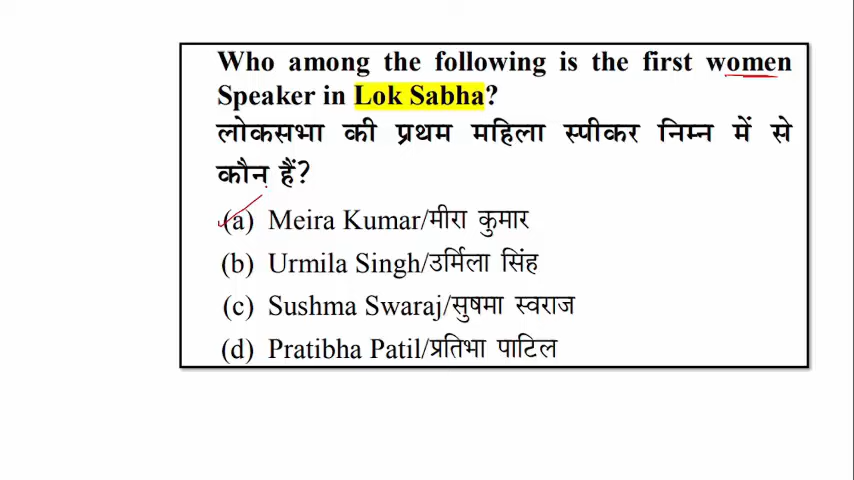 Who among the following is the first women
Speaker in Lok Sabha?
लोकसभा की प्रथम महिला स्पीकर निम्न में से
कौन हैं?
(a) Meira Kumar/मीरा कुमार
(b) Urmila Singh/उर्मिला सिंह
(c) Sushma Swaraj/सुषमा स्वराज
(d) Pratibha Patil/प्रतिभा पाटिल